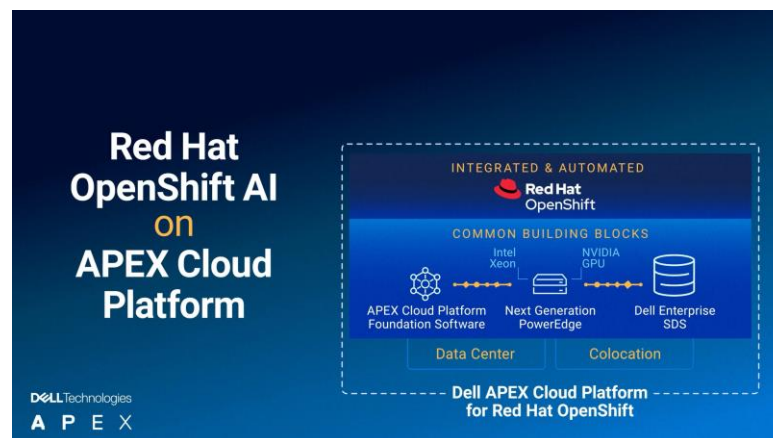 Red Hat
OpenShift AI
on
APEX Cloud
Platform
INTEGRATED & AUTOMATED
Red Hat
OpenShift
COMMON BUILDING BLOCKS
Intel
Xeon
NVIDIA
GPU
APEX Cloud Platform
Foundation Software
Next Generation
PowerEdge
Dell Enterprise
SDS
Data Center
Colocation
Dell APEX Cloud Platform
for Red Hat OpenShift
DELLTechnologies
APEX